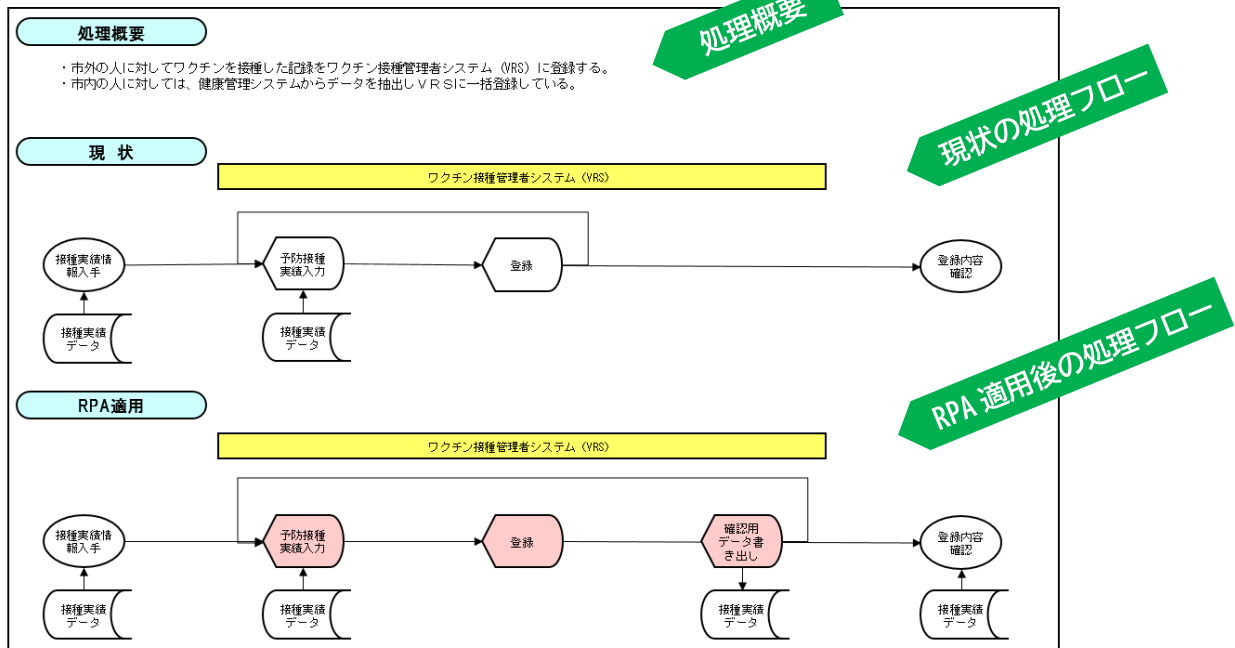 処理概要
処理概要
・市外の人に対してワクチンを接種した記録をワクチン接種管理者システム（VRS）に登録する。
・市内の人に対しては、健康管理システムからデータを抽出しＶＲＳに一括登録している。
現状の処理フロー
現 状
ワクチン接種管理者システム（VRS）
接種実績情
報入手
予防接種
実績入力
登録
登録内容
確認
接種実績
データ
接種実績
データ
RPA 適用後の処理フロー
RPA適用
ワクチン接種管理者システム（VRS）
接種実績情
報入手
予防接種
実績入力
登録
確認用
データ書
き出し
登録内容
確認
接種実績
データ
接種実績
データ
接種実績
データ
接種実績
データ